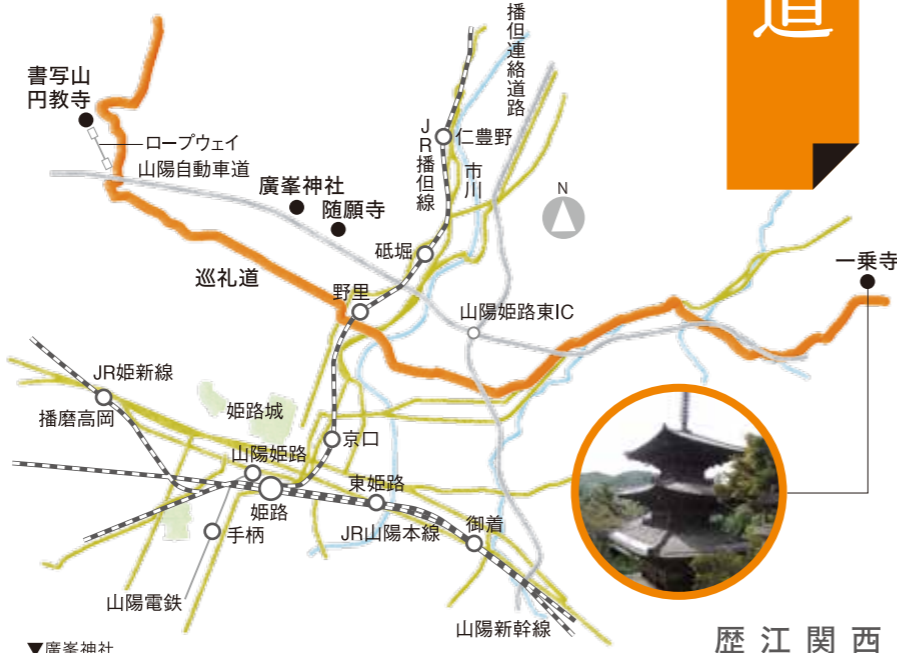 道
書写山
円教寺
ロープウェイ
山陽自動車道
廣峯神社
随願寺
巡礼道
播但連絡道路
JR播但線
仁豊野
市川
N
砥堀
野里
山陽姫路東IC
一乗寺
JR姫新線
播磨高岡
姫路城
京口
山陽姫路
東姫路
姫路
手柄
JR山陽本線
御着
山陽電鉄
山陽新幹線
▼廣峯神社
歴江関西